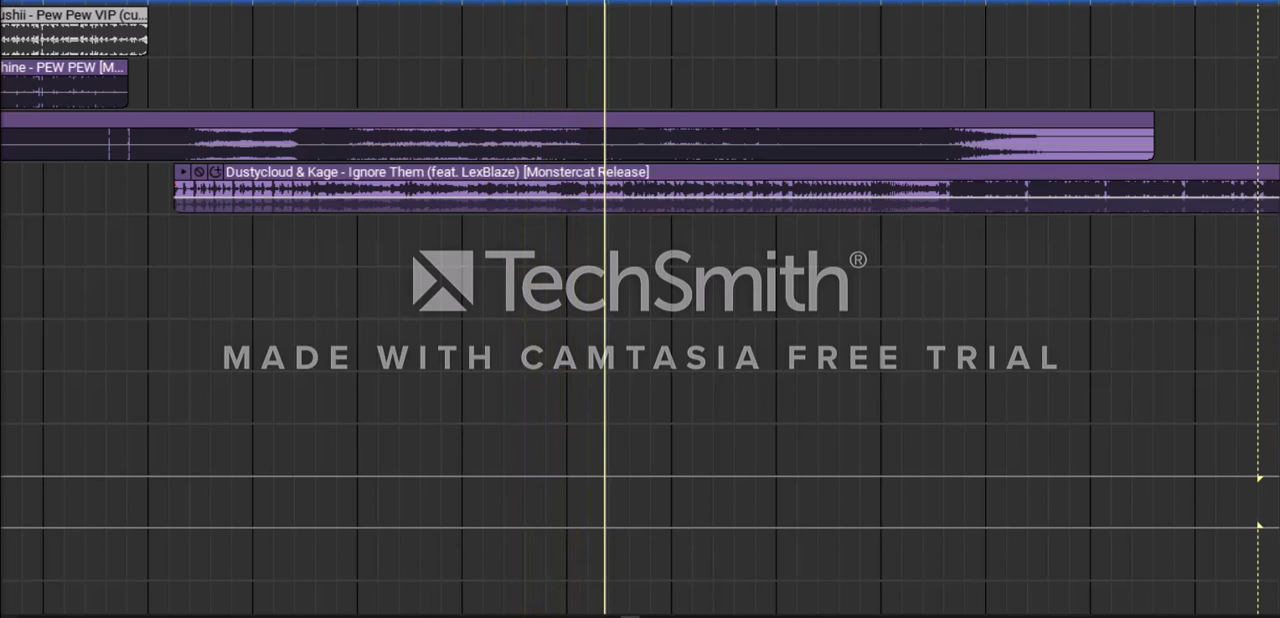 ushii - Pew Pew VIP (cu...
hine - PEW PEW [M...
Dustycloud & Kage - Ignore Them (feat. LexBlaze) [Monstercat Release]
TechSmith®
MADE WITH CAMTASIA FREE TRIAL